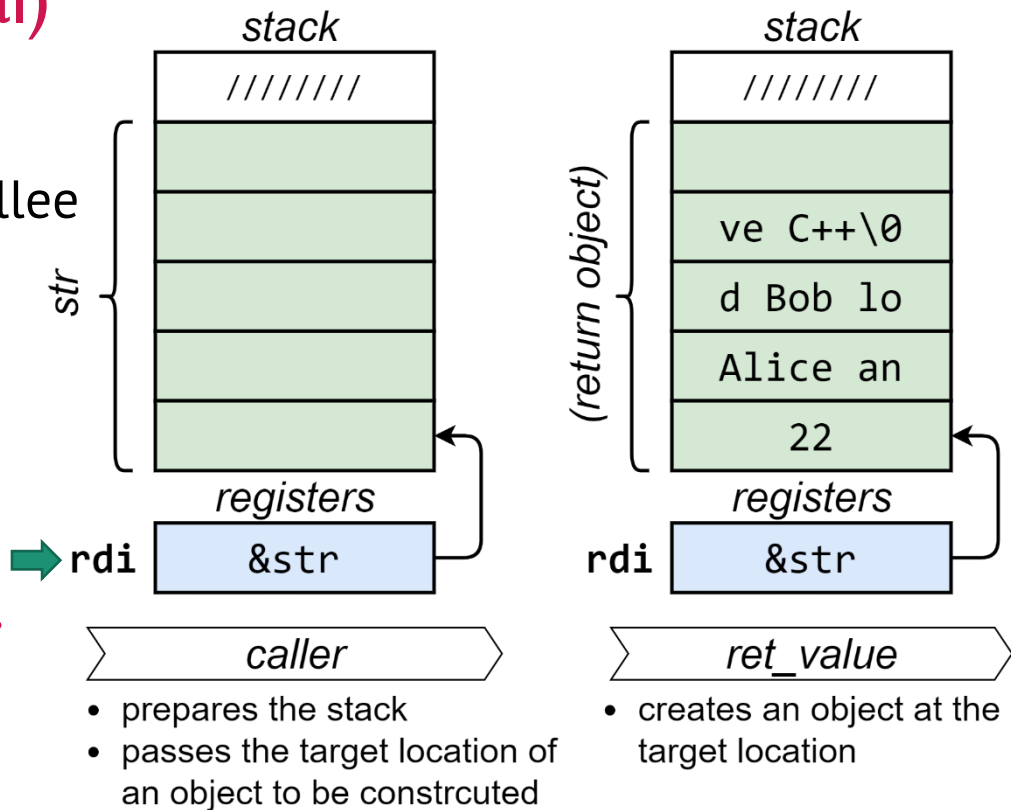 stack
////////
str
registers
rdi &str
caller
• prepares the stack
• passes the target location of
an object to be constrcuted
stack
////////
(return object)
ve C++\0
d Bob lo
Alice an
22
registers
rdi &str
ret_value
• creates an object at the
target location